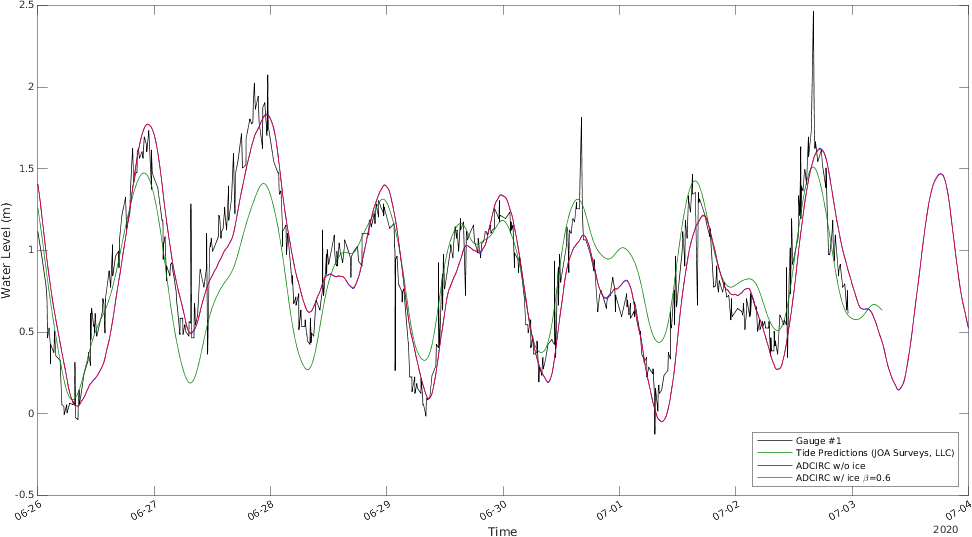 2.5
2
1.5
1
0.5
0
-0.5
Water Level (m)
06-26
06-27
06-28
06-29
06-30
07-01
07-02
07-03
07-04
Time
2020
Gauge #1
Tide Predictions (JOA Surveys, LLC)
ADCIRC w/o ice
ADCIRC w/ ice β=0.6